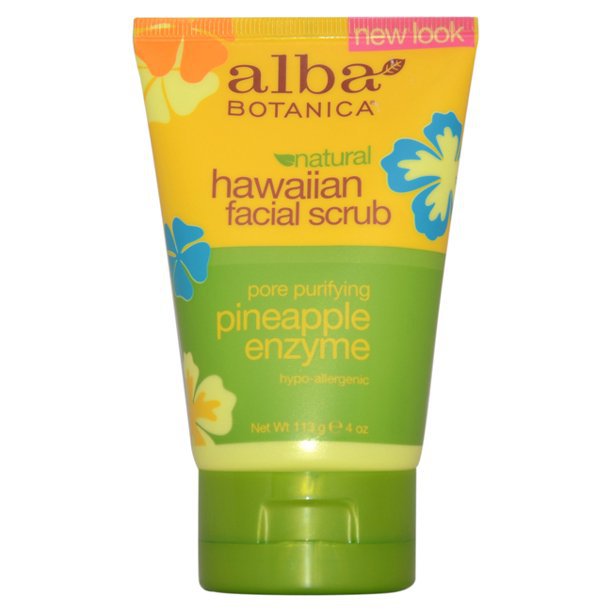 new look
alba
BOTANICA®
natural
hawaiian
facial scrub
pore purifying
pineapple
enzyme
hypo-allergenic
Net Wt 113 g ℮ 4 oz